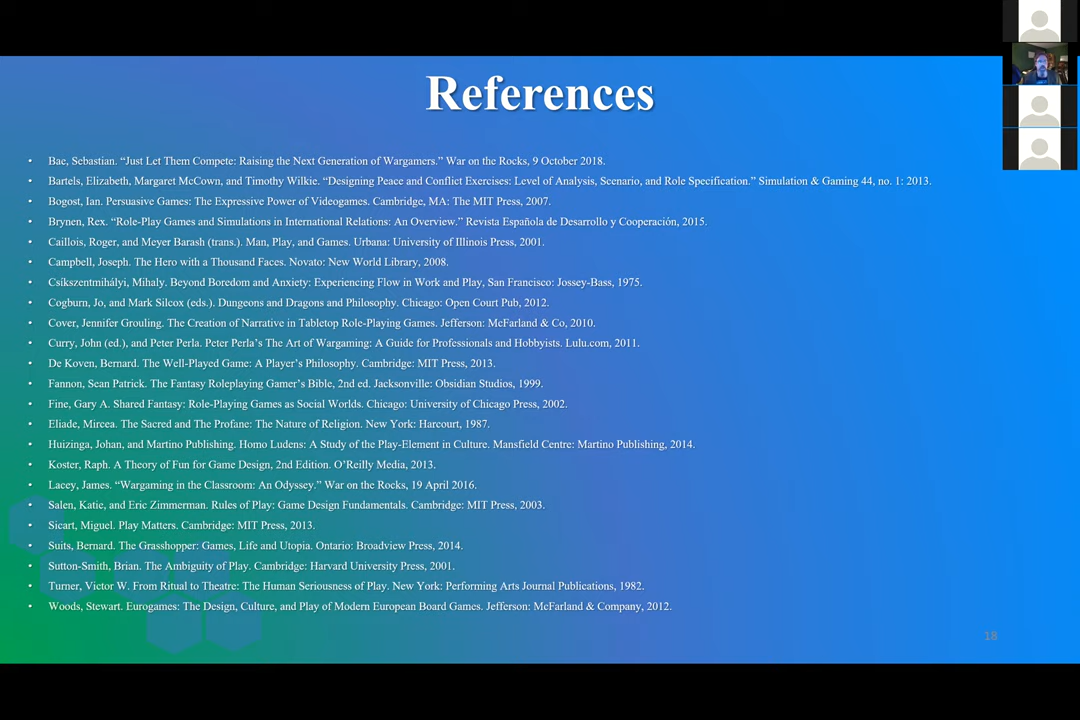 References
• Bae, Sebastian. “Just Let Them Compete: Raising the Next Generation of Wargamers.” War on the Rocks, 9 October 2018.
• Bartels, Elizabeth, Margaret McCown, and Timothy Wilkie. “Designing Peace and Conflict Exercises: Level of Analysis, Scenario, and Role Specification.” Simulation & Gaming 44, no. 1: 2013.
• Bogost, Ian. Persuasive Games: The Expressive Power of Videogames. Cambridge, MA: The MIT Press, 2007.
• Brynen, Rex. “Role-Play Games and Simulations in International Relations: An Overview.” Revista Española de Desarrollo y Cooperación, 2015.
• Caillois, Roger, and Meyer Barash (trans.). Man, Play, and Games. Urbana: University of Illinois Press, 2001.
• Campbell, Joseph. The Hero with a Thousand Faces. Novato: New World Library, 2008.
• Csíkszentmihályi, Mihaly. Beyond Boredom and Anxiety: Experiencing Flow in Work and Play, San Francisco: Jossey-Bass, 1975.
• Cogburn, Jo, and Mark Silcox (eds.). Dungeons and Dragons and Philosophy. Chicago: Open Court Pub, 2012.
• Cover, Jennifer Grouling. The Creation of Narrative in Tabletop Role-Playing Games. Jefferson: McFarland & Co, 2010.
• Curry, John (ed.), and Peter Perla. Peter Perla’s The Art of Wargaming: A Guide for Professionals and Hobbyists. Lulu.com, 2011.
• De Koven, Bernard. The Well-Played Game: A Player’s Philosophy. Cambridge: MIT Press, 2013.
• Fannon, Sean Patrick. The Fantasy Roleplaying Gamer’s Bible, 2nd ed. Jacksonville: Obsidian Studios, 1999.
• Fine, Gary A. Shared Fantasy: Role-Playing Games as Social Worlds. Chicago: University of Chicago Press, 2002.
• Eliade, Mircea. The Sacred and The Profane: The Nature of Religion. New York: Harcourt, 1987.
• Huizinga, Johan, and Martino Publishing. Homo Ludens: A Study of the Play-Element in Culture. Mansfield Centre: Martino Publishing, 2014.
• Koster, Raph. A Theory of Fun for Game Design, 2nd Edition. O’Reilly Media, 2013.
• Lacey, James. “Wargaming in the Classroom: An Odyssey.” War on the Rocks, 19 April 2016.
• Salen, Katie, and Eric Zimmerman. Rules of Play: Game Design Fundamentals. Cambridge: MIT Press, 2003.
• Sicart, Miguel. Play Matters. Cambridge: MIT Press, 2013.
• Suits, Bernard. The Grasshopper: Games, Life and Utopia. Ontario: Broadview Press, 2014.
• Sutton-Smith, Brian. The Ambiguity of Play. Cambridge: Harvard University Press, 2001.
• Turner, Victor W. From Ritual to Theatre: The Human Seriousness of Play. New York: Performing Arts Journal Publications, 1982.
• Woods, Stewart. Eurogames: The Design, Culture, and Play of Modern European Board Games. Jefferson: McFarland & Company, 2012.
18